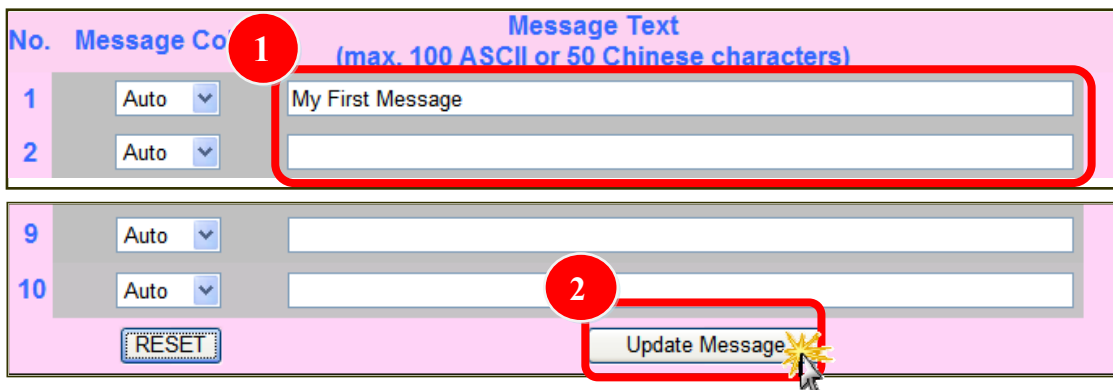 No. Message Co 1 Message Text
(max. 100 ASCII or 50 Chinese characters)
1 Auto My First Message
2 Auto
9 Auto
10 Auto
2
RESET Update Message